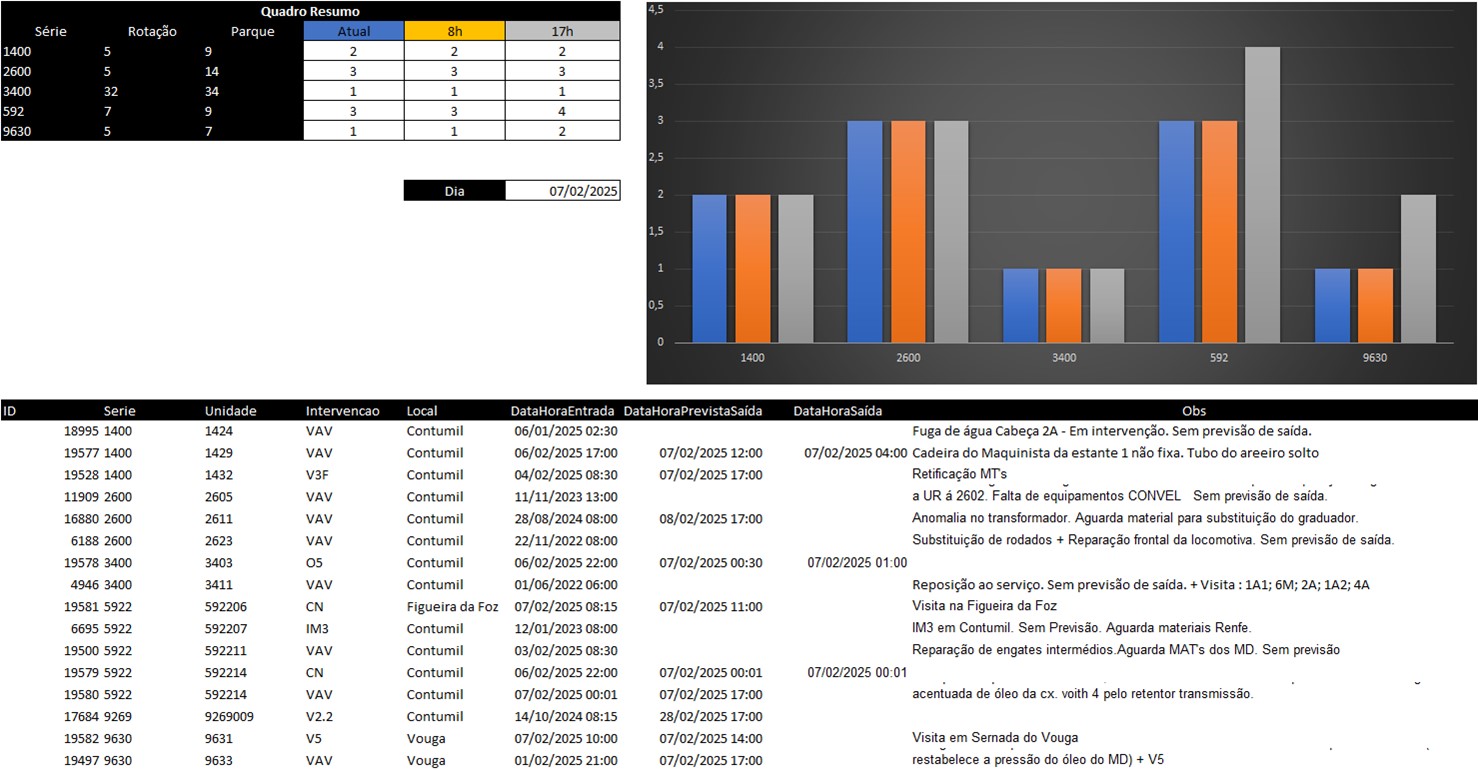 Quadro Resumo
Série Rotação Parque Atual 8h 17h
1400 5 9 2 2 2
2600 5 14 3 3 3
3400 32 34 1 1 1
592 7 9 3 3 4
9630 5 7 1 1 2
Dia 07/02/2025
4,5
4
3,5
3
2,5
2
1,5
1
0,5
0
1400 2600 3400 592 9630
ID Serie Unidade Intervencao Local DataHoraEntrada DataHoraPrevistaSaída DataHoraSaída Obs
18995 1400 1424 VAV Contumil 06/01/2025 02:30 Fuga de água Cabeça 2A - Em intervenção. Sem previsão de saída.
19577 1400 1429 VAV Contumil 06/02/2025 17:00 07/02/2025 12:00 07/02/2025 04:00 Cadeira do Maquinista da estante 1 não fixa. Tubo do areeiro solto
19528 1400 1432 V3F Contumil 04/02/2025 08:30 07/02/2025 17:00 Retificação MT's
11909 2600 2605 VAV Contumil 11/11/2023 13:00 a UR á 2602. Falta de equipamentos CONVEL Sem previsão de saída.
16880 2600 2611 VAV Contumil 28/08/2024 08:00 08/02/2025 17:00 Anomalia no transformador. Aguarda material para substituição do graduador.
6188 2600 2623 VAV Contumil 22/11/2022 08:00 Substituição de rodados + Reparação frontal da locomotiva. Sem previsão de saída.
19578 3400 3403 O5 Contumil 06/02/2025 22:00 07/02/2025 00:30 07/02/2025 01:00
4946 3400 3411 VAV Contumil 01/06/2022 06:00 Reposição ao serviço. Sem previsão de saída. + Visita : 1A1; 6M; 2A; 1A2; 4A
19581 5922 592206 CN Figueira da Foz 07/02/2025 08:15 07/02/2025 11:00 Visita na Figueira da Foz
6695 5922 592207 IM3 Contumil 12/01/2023 08:00 IM3 em Contumil. Sem Previsão. Aguarda materiais Renfe.
19500 5922 592211 VAV Contumil 03/02/2025 08:30 Reparação de engates intermédios.Aguarda MAT's dos MD. Sem previsão
19579 5922 592214 CN Contumil 06/02/2025 22:00 07/02/2025 00:01 07/02/2025 00:01
19580 5922 592214 VAV Contumil 07/02/2025 00:01 07/02/2025 17:00 acentuada de óleo da cx. voith 4 pelo retentor transmissão.
17684 9269 9269009 V2.2 Contumil 14/10/2024 08:15 28/02/2025 17:00
19582 9630 9631 V5 Vouga 07/02/2025 10:00 07/02/2025 14:00 Visita em Sernada do Vouga
19497 9630 9633 VAV Vouga 01/02/2025 21:00 07/02/2025 17:00 restabelece a pressão do óleo do MD) + V5